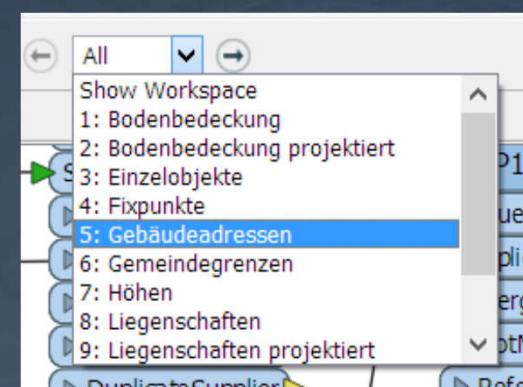 All
Show Workspace
1: Bodenbedeckung
2: Bodenbedeckung projektiert
3: Einzelobjekte
4: Fixpunkte
5: Gebäudeadressen
6: Gemeindegrenzen
7: Höhen
8: Liegenschaften
9: Liegenschaften projektiert
DuplicateSupplier